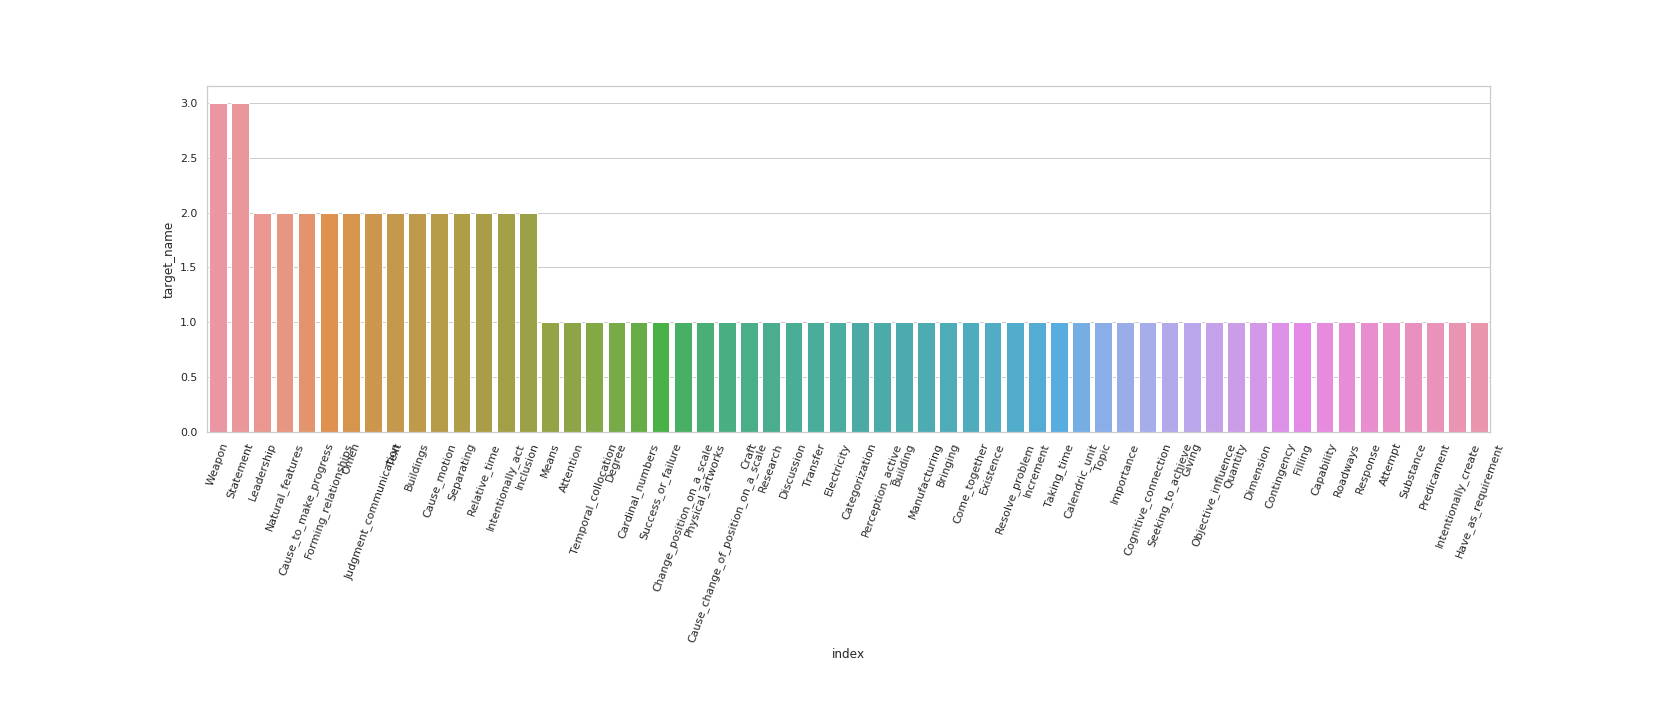 3.0
2.5
2.0
1.5
1.0
0.5
0.0
target_name
Weapon
Statement
Leadership
Natural_features
Cause_to_make_progress
Forming_relationships
Omen
Judgment_communication
Text
Buildings
Cause_motion
Separating
Relative_time
Intentionally_act
Inclusion
Means
Attention
Temporal_collocation
Degree
Cardinal_numbers
Success_or_failure
Change_position_on_a_scale
Physical_artworks
Cause_change_of_position_on_a_scale
Craft
Research
Discussion
Transfer
Electricity
Categorization
Perception_active
Building
Manufacturing
Bringing
Come_together
Existence
Resolve_problem
Increment
Taking_time
Calendric_unit
Topic
Importance
Cognitive_connection
Seeking_to_achieve
Giving
Objective_influence
Quantity
Dimension
Contingency
Filling
Capability
Roadways
Response
Attempt
Substance
Predicament
Intentionally_create
Have_as_requirement
index